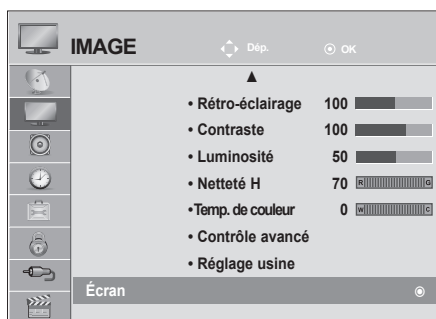 IMAGE Dép. OK
• Rétro-éclairage 100
• Contraste 100
• Luminosité 50
• Netteté H 70 R G
•Temp. de couleur 0 W C
• Contrôle avancé
• Réglage usine
Écran